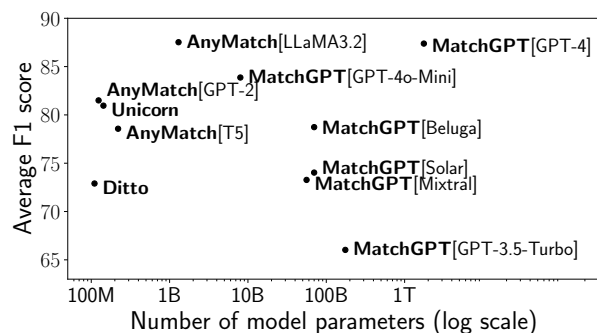 90
85
80
75
70
65
Average F1 score
AnyMatch[LLaMA3.2]
MatchGPT[GPT-4]
MatchGPT[GPT-4o-Mini]
AnyMatch[GPT-2]
Unicorn
AnyMatch[T5]
MatchGPT[Beluga]
MatchGPT[Solar]
MatchGPT[Mixtral]
Ditto
MatchGPT[GPT-3.5-Turbo]
100M 1B 10B 100B 1T
Number of model parameters (log scale)